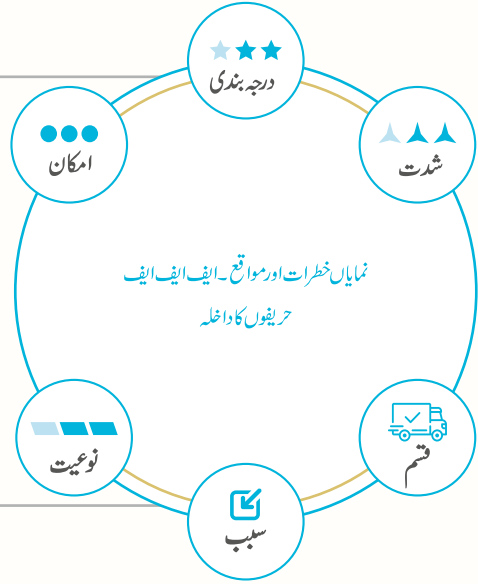 درجہ بندی
شدت
امکان
نمایاں خطرات اور مواقع۔ ایف ایف ایف
حریفوں کا داخلہ
قسم
نوعیت
سبب